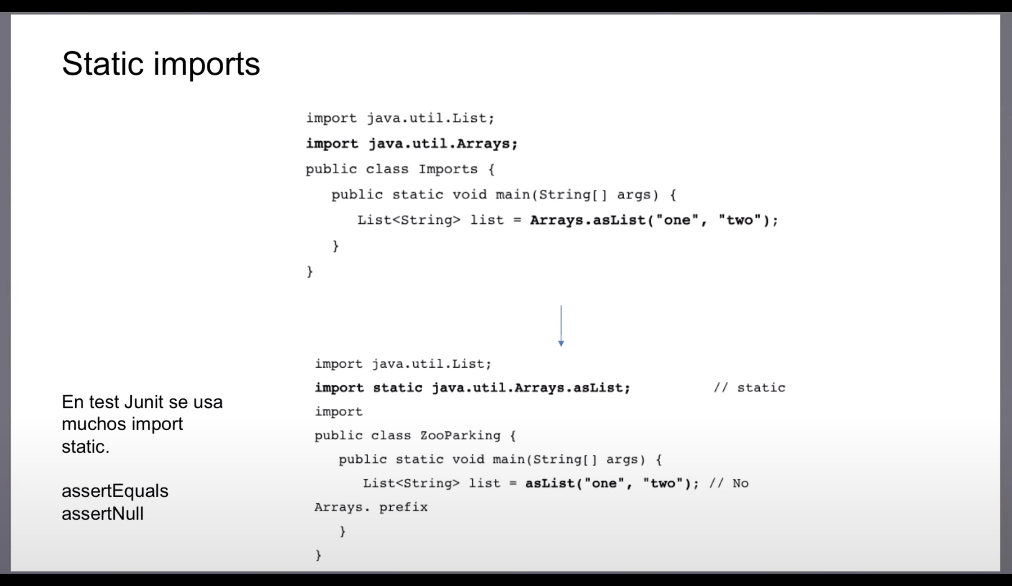 Static imports
import java.util.List;
import java.util.Arrays;
public class Imports {
public static void main(String[] args) {
List<String> list = Arrays.asList("one", "two");
}
}
import java.util.List;
import static java.util.Arrays.asList; // static
import
public class ZooParking {
public static void main(String[] args) {
List<String> list = asList("one", "two"); // No
Arrays. prefix
}
}
En test Junit se usa
muchos import
static.
assertEquals
assertNull